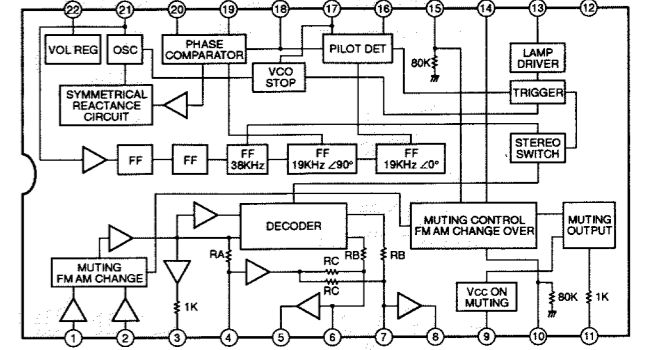 22 21 20 19 18 17 16 15 14 13 12
VOL REG
OSC
PHASE
COMPARATOR
PILOT DET
80K
LAMP
DRIVER
VCO
STOP
TRIGGER
SYMMETRICAL
REACTANCE
CIRCUIT
STEREO
SWITCH
FF
FF
FF
38KHz
FF
19KHz ∠90°
FF
19KHz ∠0°
DECODER
MUTING CONTROL
FM AM CHANGE OVER
MUTING
OUTPUT
RA
RB
RB
MUTING
FM AM CHANGE
RC
RC
1K
VCC ON
MUTING
80K
1K
1 2 3 4 5 6 7 8 9 10 11